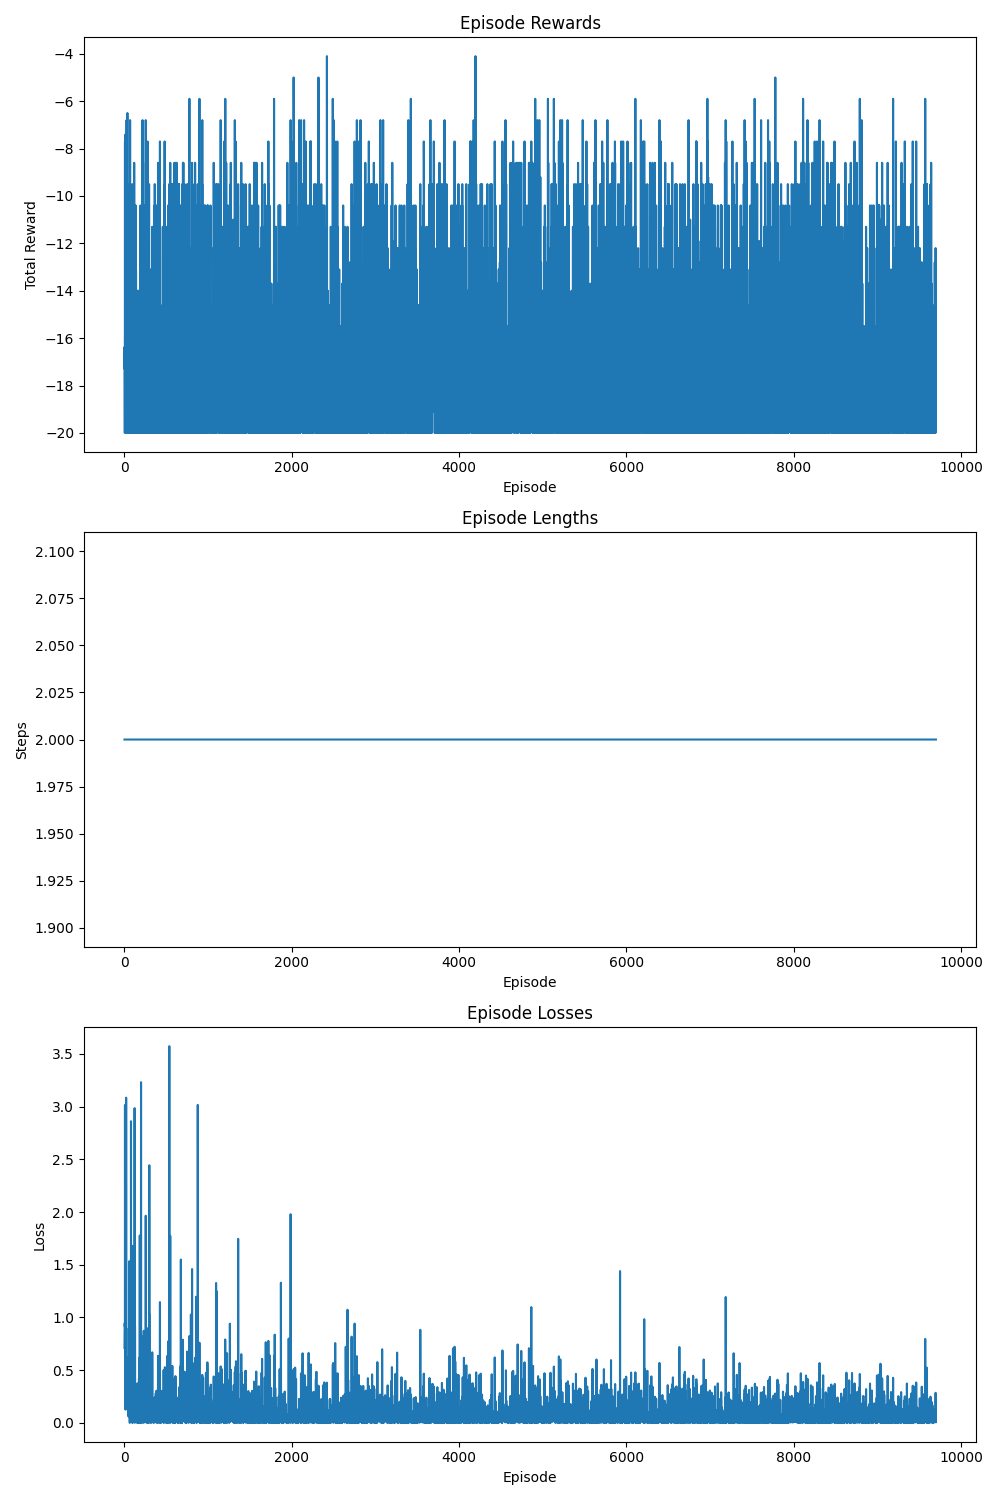 Episode Rewards
−4
−6
−8
−10
−12
−14
−16
−18
−20
Total Reward
0 2000 4000 6000 8000 10000
Episode
Episode Lengths
2.100
2.075
2.050
2.025
2.000
1.975
1.950
1.925
1.900
Steps
0 2000 4000 6000 8000 10000
Episode
Episode Losses
3.5
3.0
2.5
2.0
1.5
1.0
0.5
0.0
Loss
0 2000 4000 6000 8000 10000
Episode